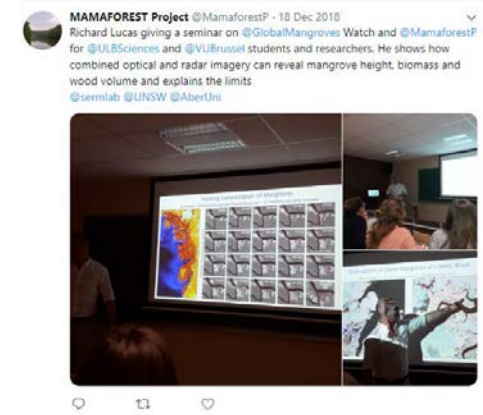 MAMAFOREST Project @MamaforestP - 18 Dec 2018
Richard Lucas giving a seminar on @GlobalMangroves Watch and @MamaforestP
for @ULBSciences and @VUBrussel students and researchers. He shows how
combined optical and radar imagery can reveal mangrove height, biomass and
wood volume and explains the limits
@sermlab @UNSW @AberUni
of Mangroves